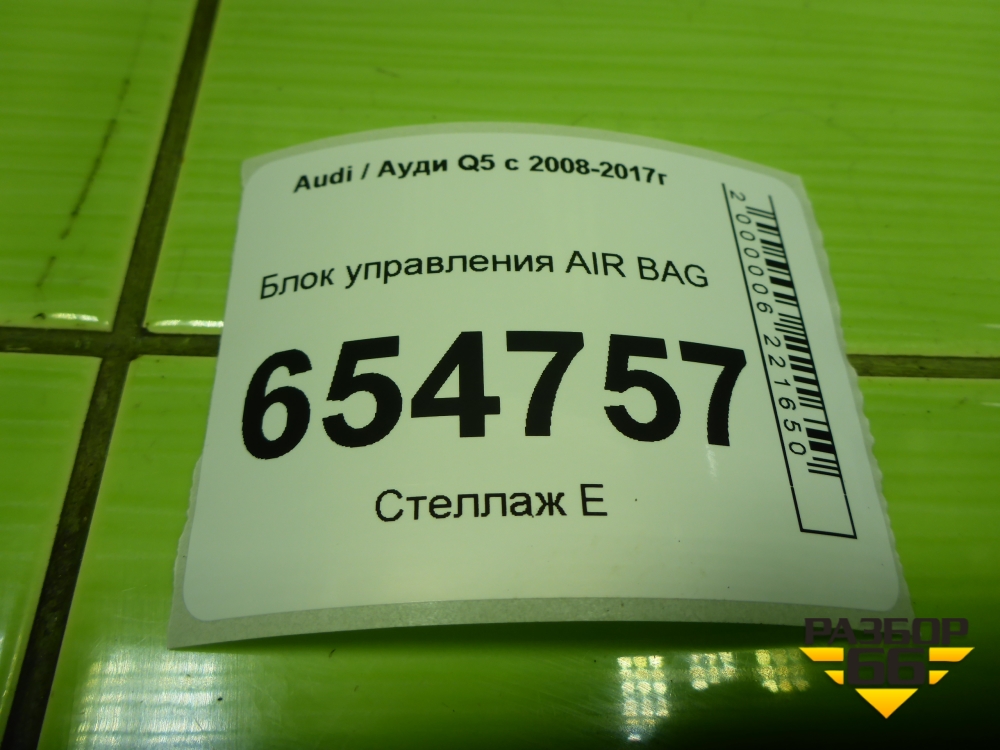 Audi / Ауди Q5 с 2008-2017г
Блок управления AIR BAG
654757
Стеллаж Е
2000006221650
РАЗБОР
66